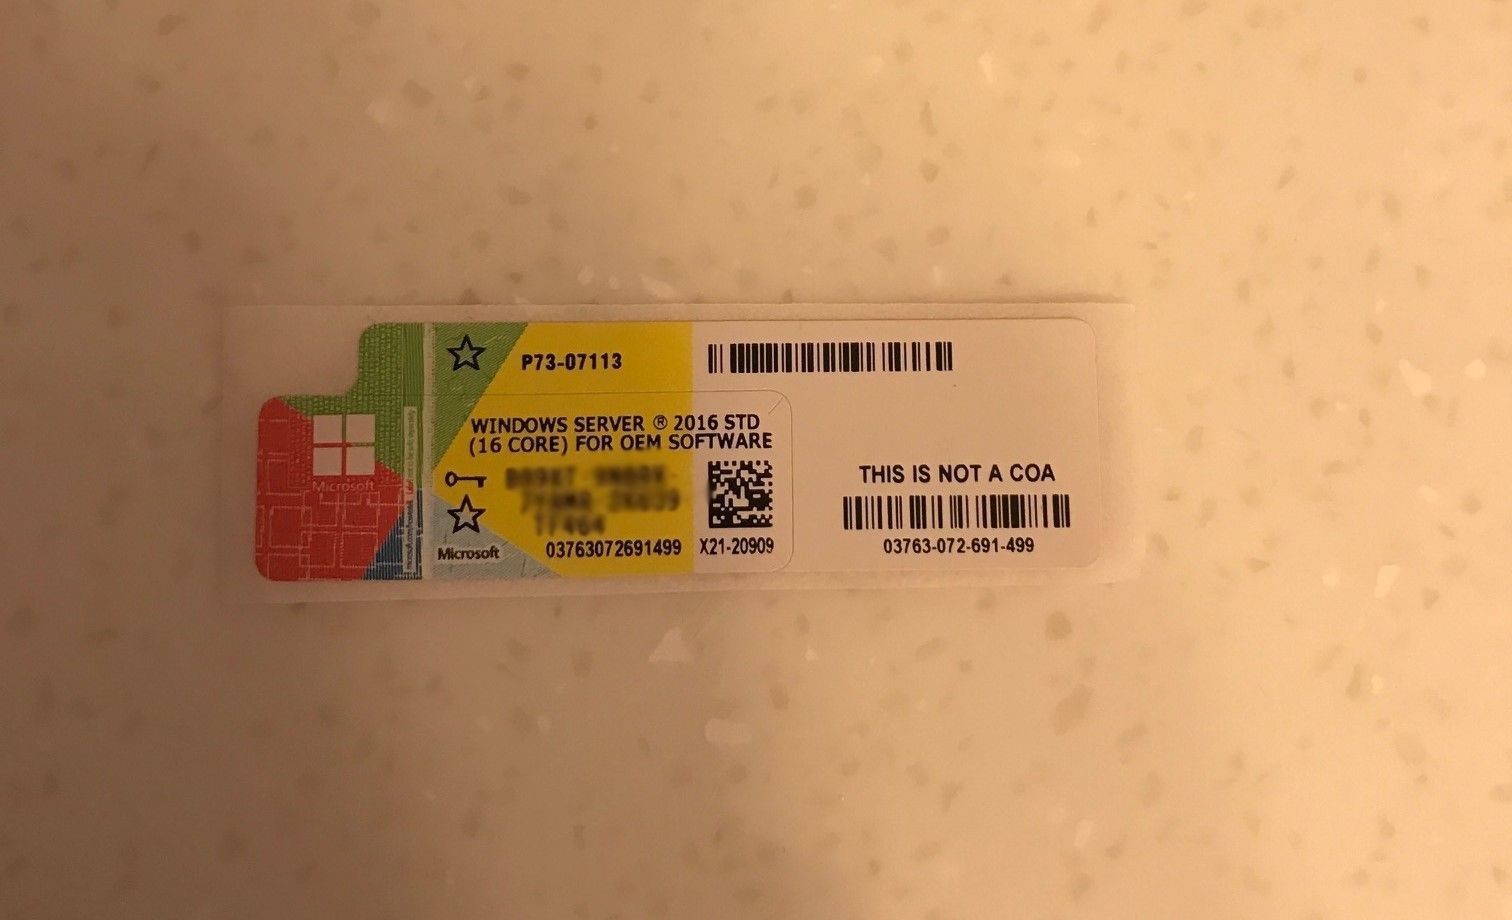 P73-07113
WINDOWS SERVER ® 2016 STD
(16 CORE) FOR OEM SOFTWARE
Microsoft
Microsoft
03763072691499
X21-20909
THIS IS NOT A COA
03763-072-691-499